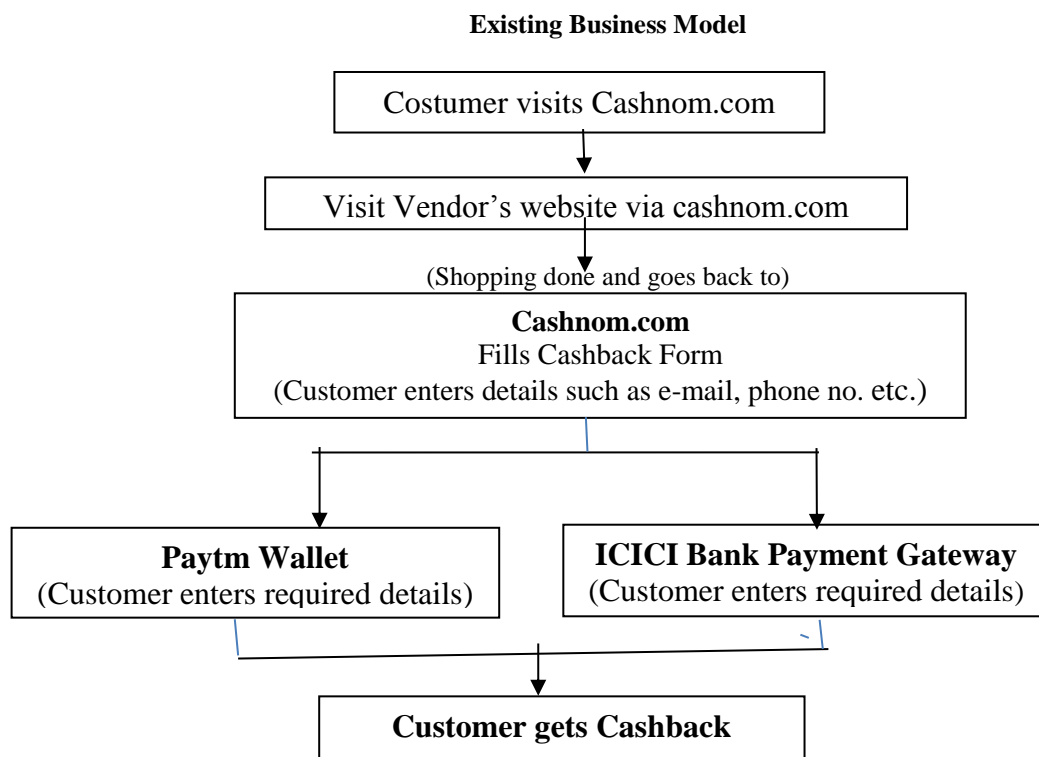 Existing Business Model
Costumer visits Cashnom.com
Visit Vendor’s website via cashnom.com
(Shopping done and goes back to)
Cashnom.com
Fills Cashback Form
(Customer enters details such as e-mail, phone no. etc.)
Paytm Wallet
(Customer enters required details)
ICICI Bank Payment Gateway
(Customer enters required details)
Customer gets Cashback